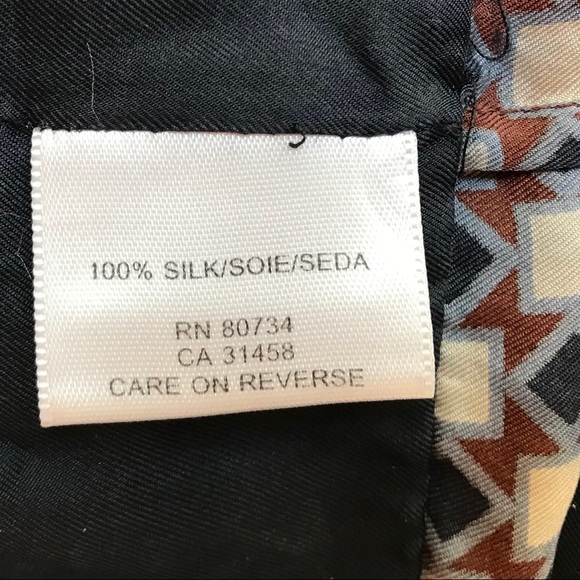 100% SILK/SOIE/SEDA
RN 80734
CA 31458
CARE ON REVERSE